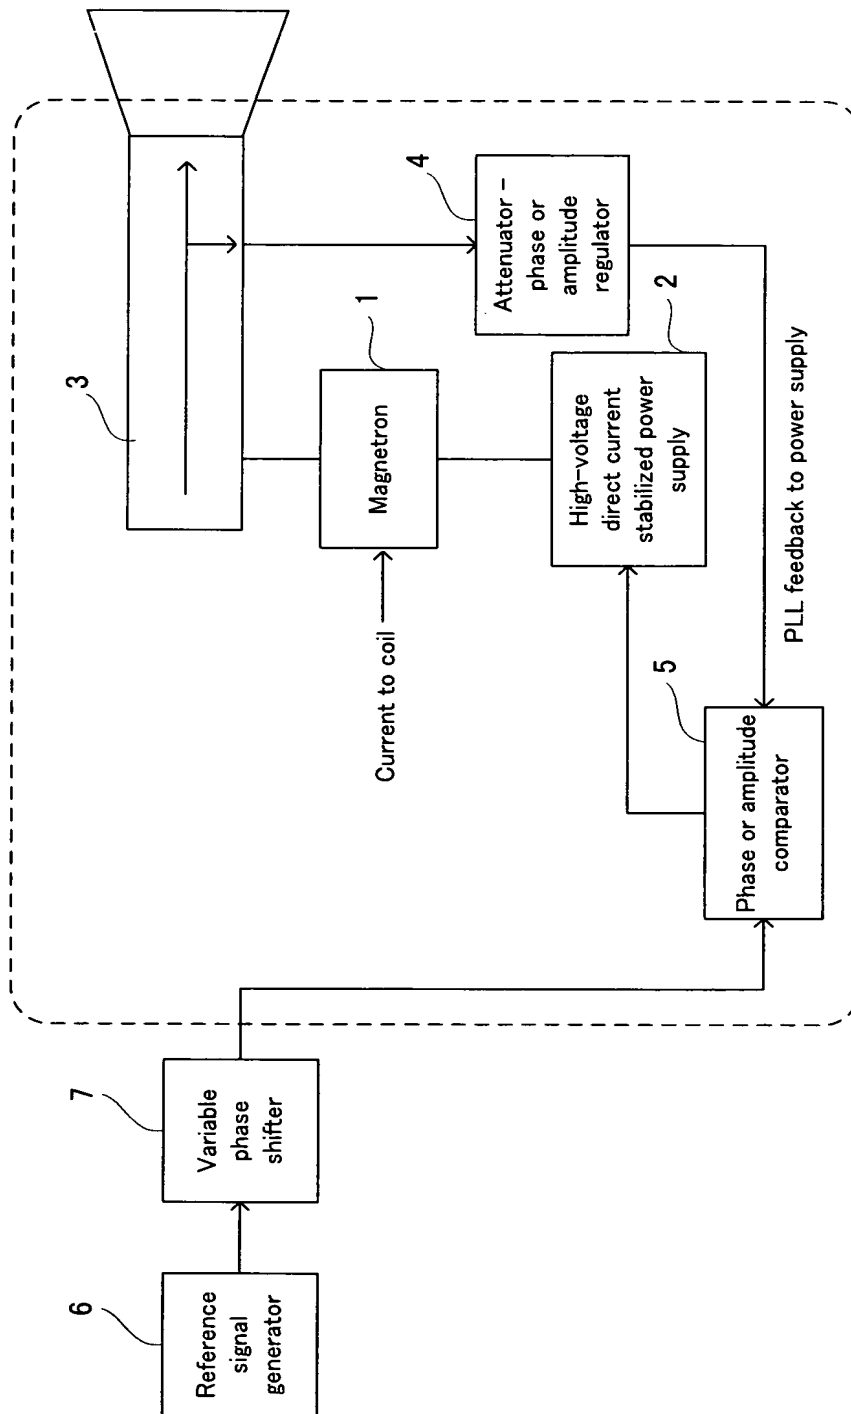 3
4
Attenuator –
phase or
amplitude
regulator
1
Magnetron
Current to coil
2
High-voltage
direct current
stabilized power
supply
PLL feedback to power supply
5
Phase or amplitude
comparator
7
Variable
phase
shifter
6
Reference
signal
generator